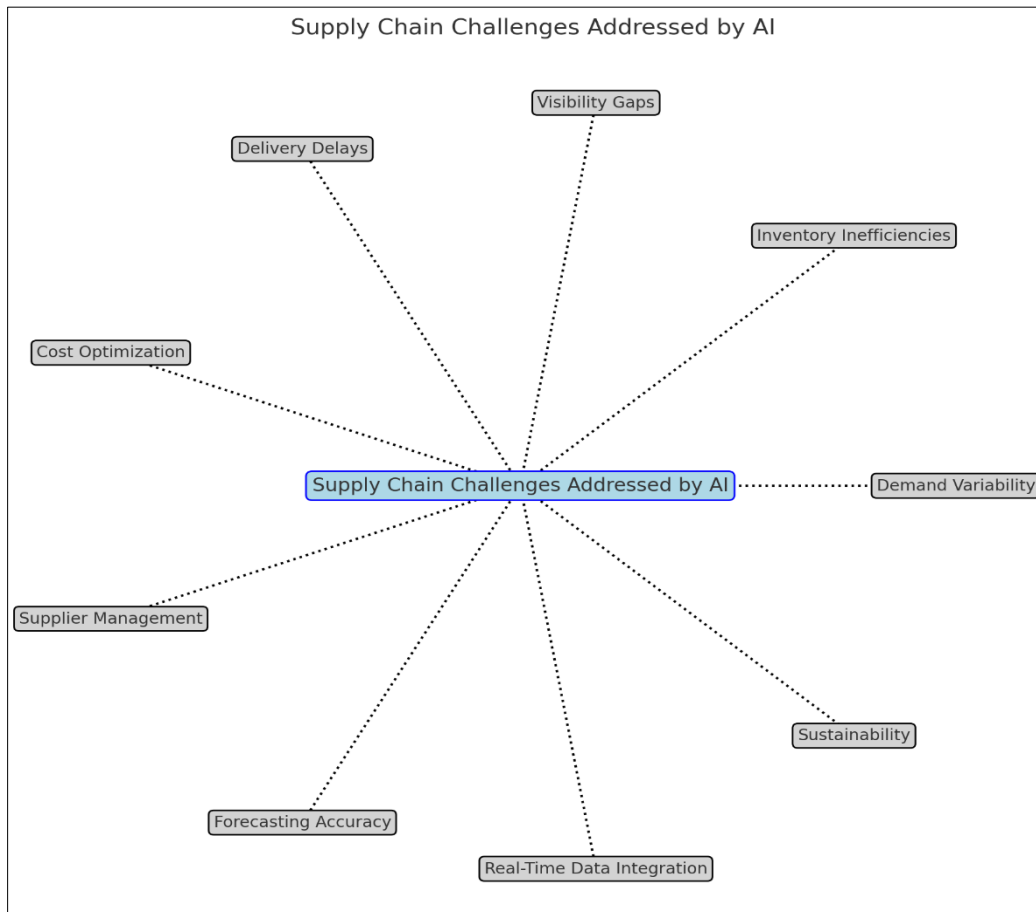 Supply Chain Challenges Addressed by AI
Visibility Gaps
Delivery Delays
Inventory Inefficiencies
Cost Optimization
Supply Chain Challenges Addressed by AI
Demand Variability
Supplier Management
Sustainability
Forecasting Accuracy
Real-Time Data Integration